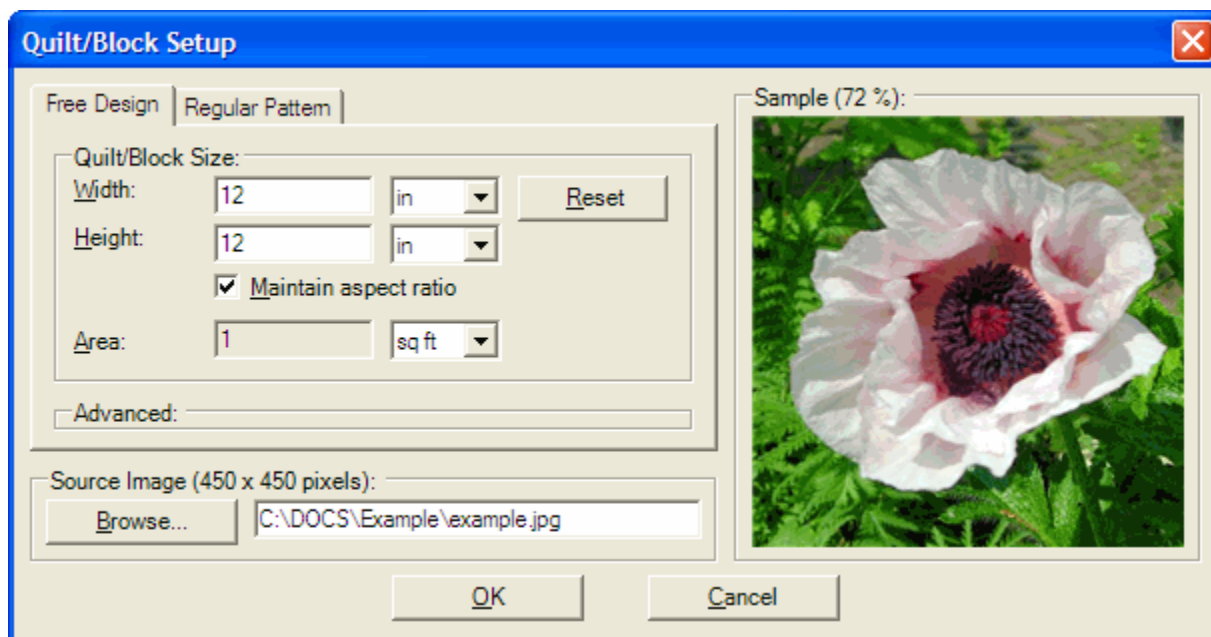 Quilt/Block Setup
Free Design
Regular Pattern
Quilt/Block Size:
Width:
12
in
Reset
Height:
12
in
Maintain aspect ratio
Area:
1
sq ft
Advanced:
Source Image (450 x 450 pixels):
Browse...
C:\DOCS\Example\example.jpg
Sample (72 %):
OK
Cancel